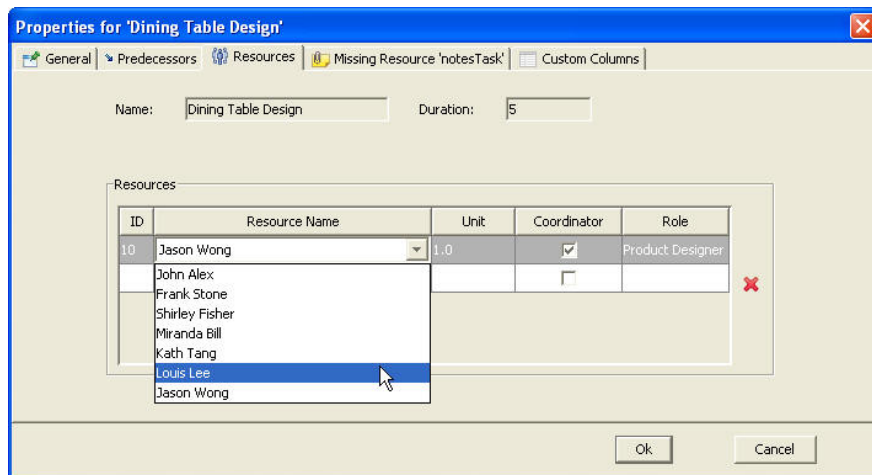 Properties for 'Dining Table Design'
General Predecessors Resources Missing Resource 'notesTask' Custom Columns
Name: Dining Table Design Duration: 5
Resources
ID Resource Name Unit Coordinator Role
10 Jason Wong 1.0 Product Designer
John Alex
Frank Stone
Shirley Fisher
Miranda Bill
Kath Tang
Louis Lee
Jason Wong
Ok Cancel